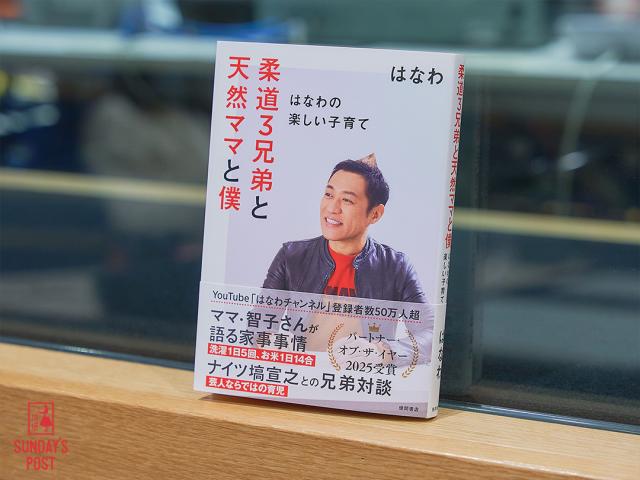 はなわ
柔道3兄弟と
天然ママと僕
はなわの
楽しい子育て
YouTube「はなわチャンネル」登録者数50万人超
ママ・智子さんが
語る家事事情
洗濯1日5回、お米1日14合
ナイツ塙宣之との兄弟対談
芸人ならではの育児
パートナー
オブ・ザ・イヤー
2025受賞
徳間書店
柔道3兄弟と天然ママと僕
はなわの
楽しい子育て
はなわ
SUNDAY'S
POST